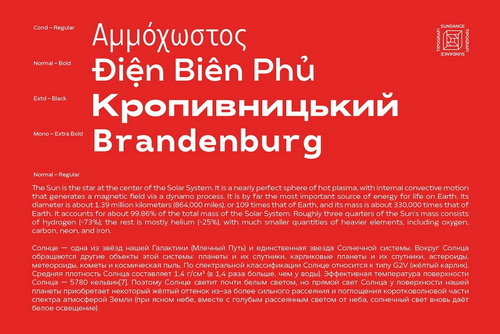 Cond – Regular
Αμμόχωστος
Normal – Bold
Điện Biên Phủ
Extd – Black
Кропивницький
Mono – Extra Bold
Brandenburg
SUNDANCE
TIPOGRAFI
SUNDANCE
TIPOGRAFI
Normal – Regular
The Sun is the star at the center of the Solar System. It is a nearly perfect sphere of hot plasma, with internal convective motion
that generates a magnetic field via a dynamo process. It is by far the most important source of energy for life on Earth. Its
diameter is about 1.39 million kilometers (864,000 miles), or 109 times that of Earth, and its mass is about 330,000 times that of
Earth. It accounts for about 99.86% of the total mass of the Solar System. Roughly three quarters of the Sun's mass consists
of hydrogen (~73%); the rest is mostly helium (~25%), with much smaller quantities of heavier elements, including oxygen,
carbon, neon, and iron.
Солнце — одна из звёзд нашей Галактики (Млечный Путь) и единственная звезда Солнечной системы. Вокруг Солнца
обращаются другие объекты этой системы: планеты и их спутники, карликовые планеты и их спутники, астероиды,
метеороиды, кометы и космическая пыль. По спектральной классификации Солнце относится к типу G2V (жёлтый карлик).
Средняя плотность Солнца составляет 1,4 г/см³ (в 1,4 раза больше, чем у воды). Эффективная температура поверхности
Солнца — 5780 кельвин[7]. Поэтому Солнце светит почти белым светом, но прямой свет Солнца у поверхности нашей
планеты приобретает некоторый жёлтый оттенок из-за более сильного рассеяния и поглощения коротковолновой части
спектра атмосферой Земли (при ясном небе, вместе с голубым рассеянным светом от неба, солнечный свет вновь даёт
белое освещение).